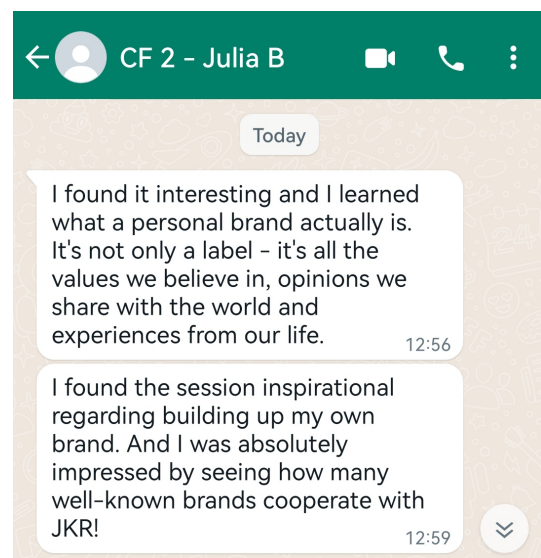 CF 2 - Julia B
Today
I found it interesting and I learned
what a personal brand actually is.
It's not only a label - it's all the
values we believe in, opinions we
share with the world and
experiences from our life.
12:56
I found the session inspirational
regarding building up my own
brand. And I was absolutely
impressed by seeing how many
well-known brands cooperate with
JKR!
12:59